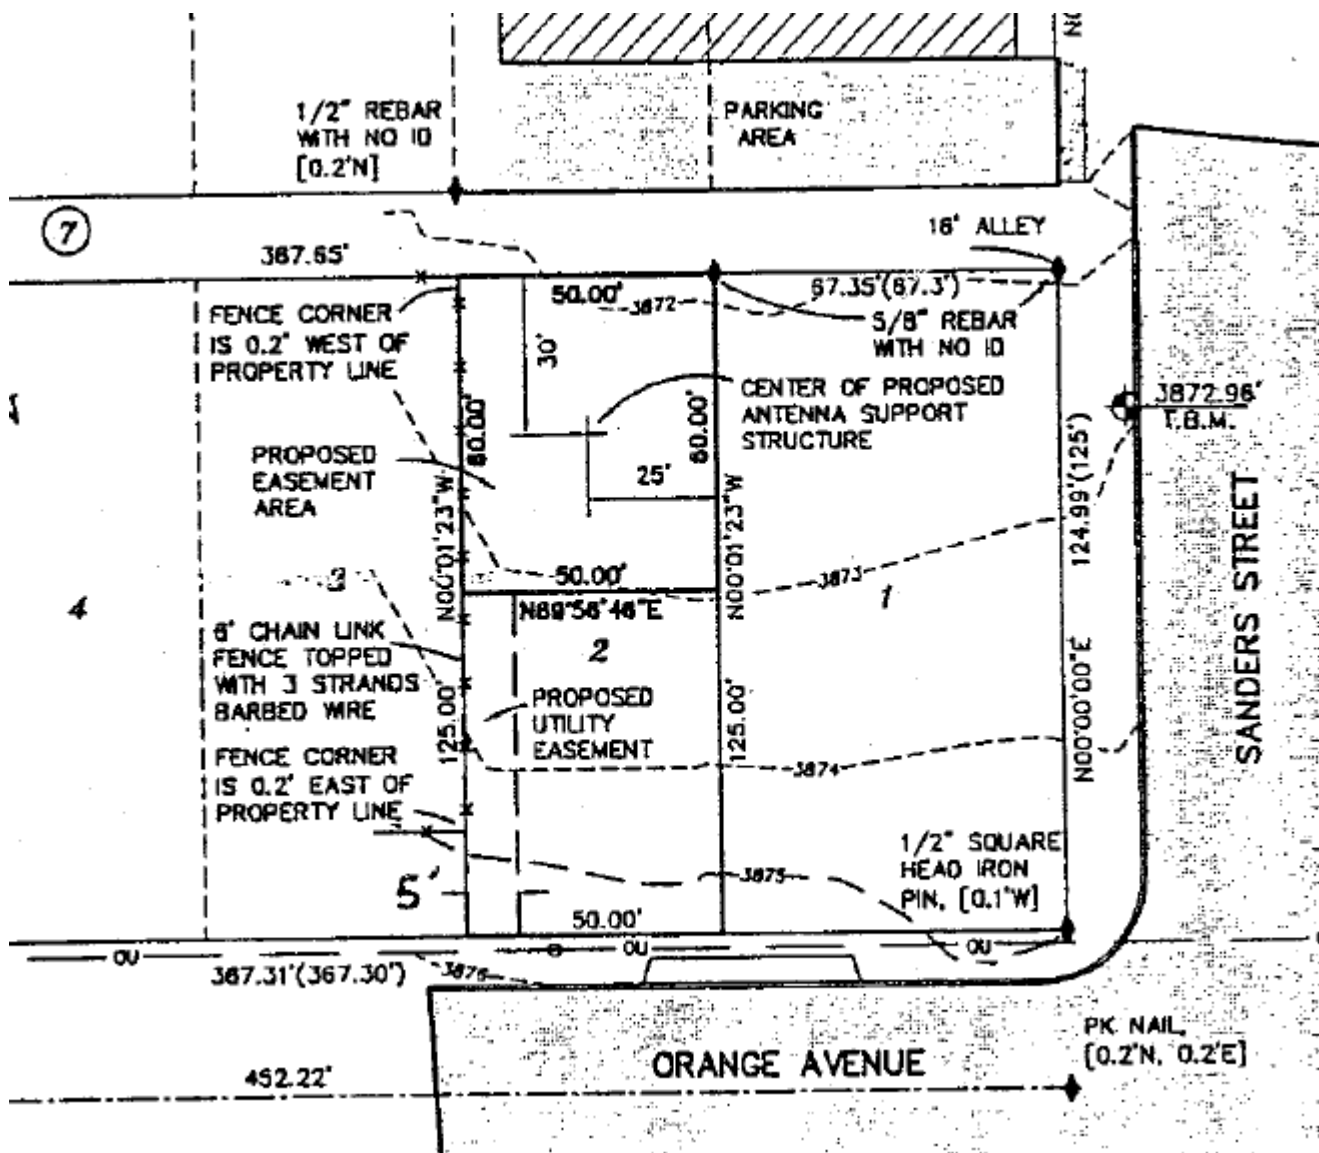 NO
1/2" REBAR
WITH NO ID
[0.2'N]
PARKING
AREA
7
387.65'
16' ALLEY
50.00'
3872
67.35'(67.3')
5/8" REBAR
WITH NO ID
FENCE CORNER
IS 0.2' WEST OF
PROPERTY LINE
30'
CENTER OF PROPOSED
ANTENNA SUPPORT
STRUCTURE
3872.96'
T.B.M.
60.00'
60.00'
PROPOSED
EASEMENT
AREA
25'
124.99'(125')
N00°01'23"W
N00°01'23"W
SANDERS STREET
50.00'
3873
N89°56'46"E
4
3
2
1
6' CHAIN LINK
FENCE TOPPED
WITH 3 STRANDS
BARBED WIRE
PROPOSED
UTILITY
EASEMENT
125.00'
125.00'
N00°00'00"E
3874
FENCE CORNER
IS 0.2' EAST OF
PROPERTY LINE
1/2" SQUARE
HEAD IRON
PIN, [0.1'W]
3875
5'
50.00'
OU
OU
OU
367.31'(367.30')
3876
PK NAIL,
[0.2'N, 0.2'E]
ORANGE AVENUE
452.22'